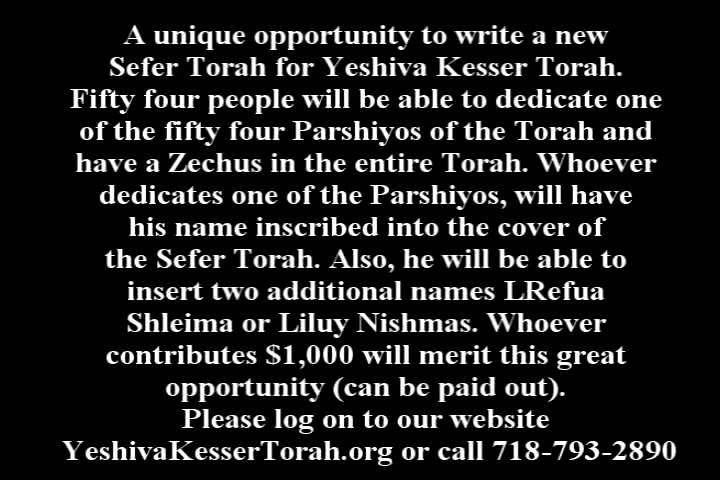 A unique opportunity to write a new
Sefer Torah for Yeshiva Kesser Torah.
Fifty four people will be able to dedicate one
of the fifty four Parshiyos of the Torah and
have a Zechus in the entire Torah. Whoever
dedicates one of the Parshiyos, will have
his name inscribed into the cover of
the Sefer Torah. Also, he will be able to
insert two additional names LRefua
Shleima or Liluy Nishmas. Whoever
contributes $1,000 will merit this great
opportunity (can be paid out).
Please log on to our website
YeshivaKesserTorah.org or call 718-793-2890